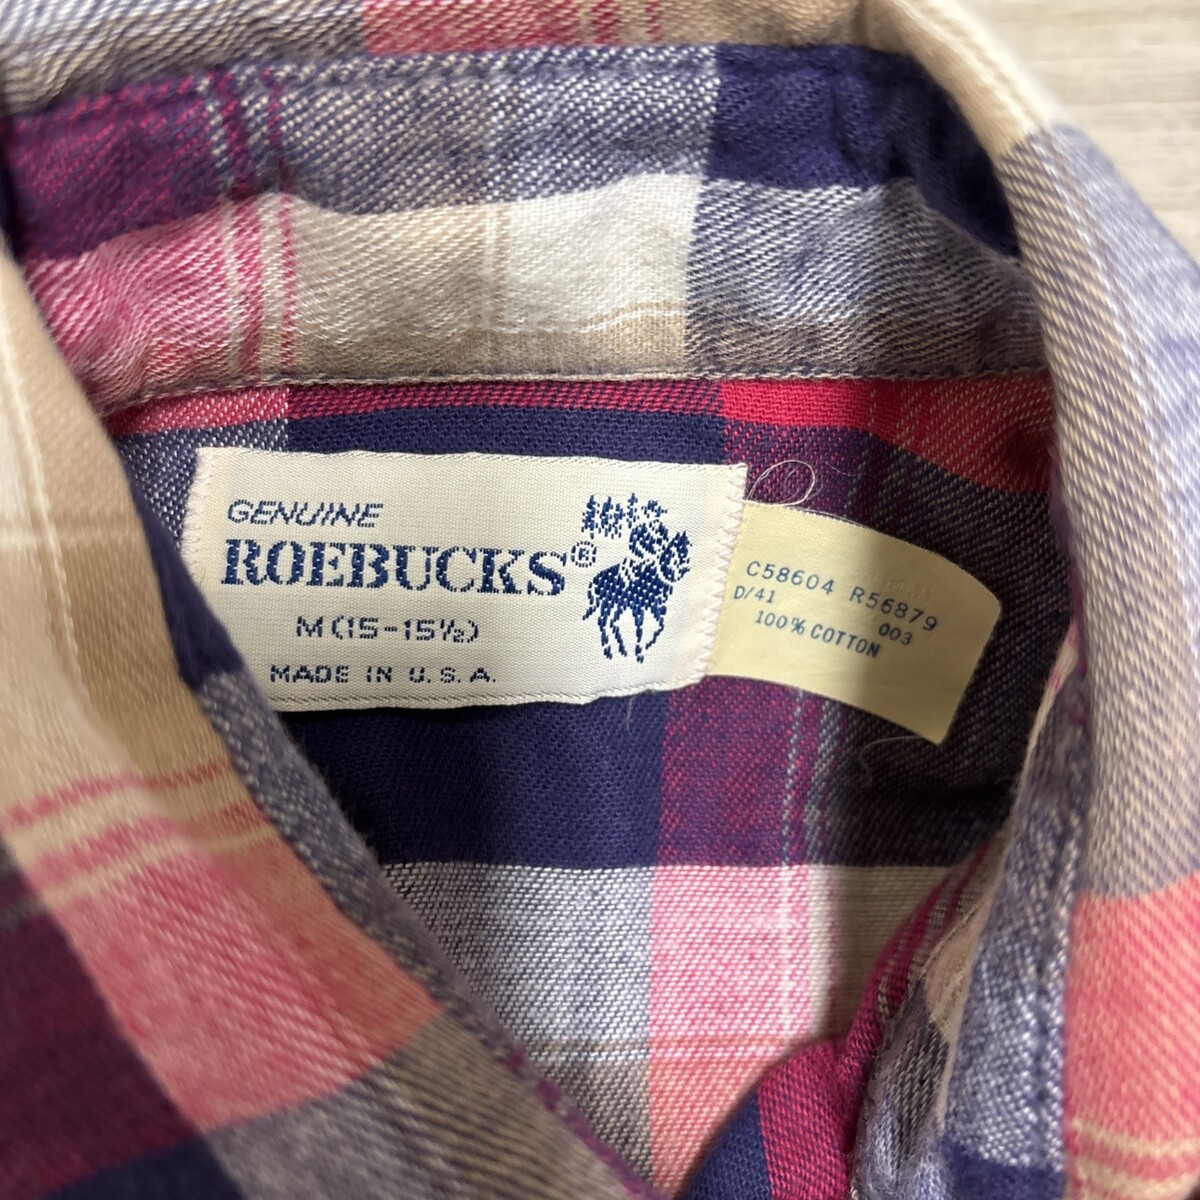 GENUINE
ROEBUCKS®
M(15-15½)
MADE IN U.S.A.
C58604 R56879
D/41 003
100% COTTON